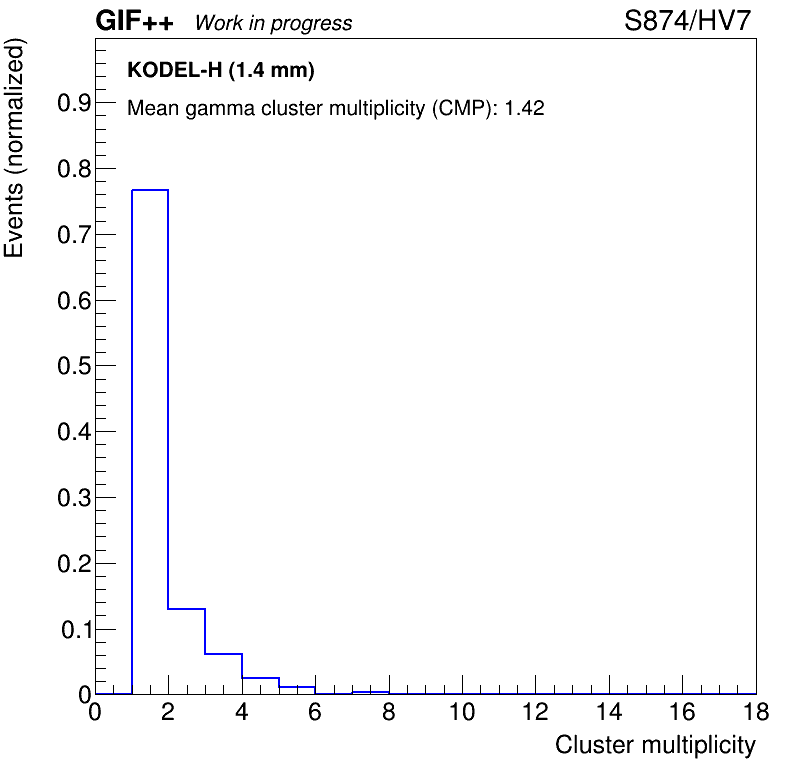 GIF++ Work in progress S874/HV7
KODEL-H (1.4 mm)
Mean gamma cluster multiplicity (CMP): 1.42
Events (normalized)
0.9
0.8
0.7
0.6
0.5
0.4
0.3
0.2
0.1
0
0 2 4 6 8 10 12 14 16 18
Cluster multiplicity